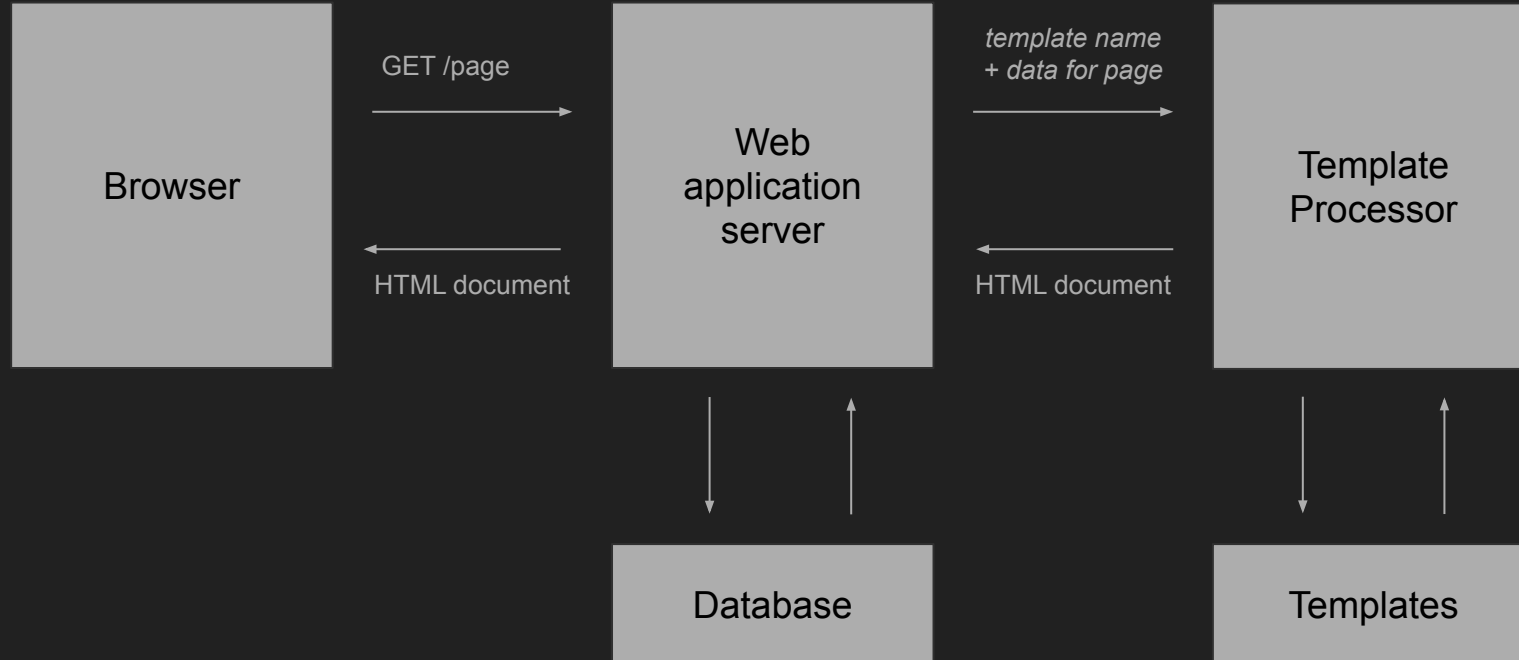 GET /page
template name
+ data for page
Browser
Web
application
server
Template
Processor
HTML document
HTML document
Database
Templates